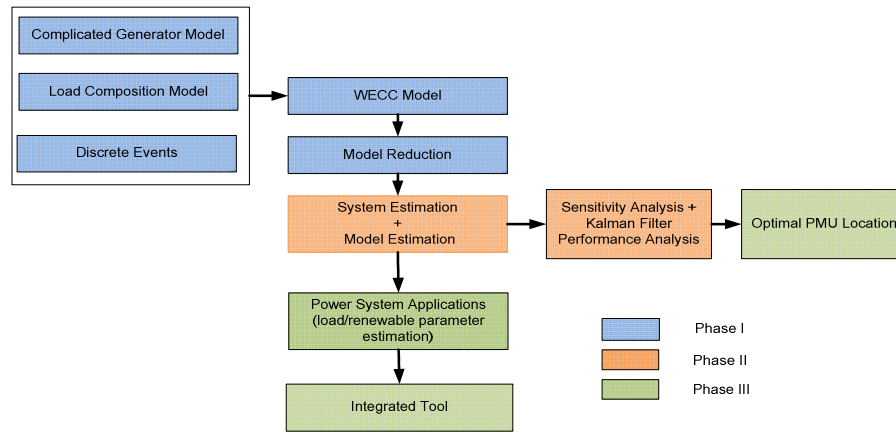 Complicated Generator Model
Load Composition Model
Discrete Events
WECC Model
Model Reduction
System Estimation
+
Model Estimation
Sensitivity Analysis +
Kalman Filter
Performance Analysis
Optimal PMU Location
Power System Applications
(load/renewable parameter
estimation)
Integrated Tool
Phase I
Phase II
Phase III